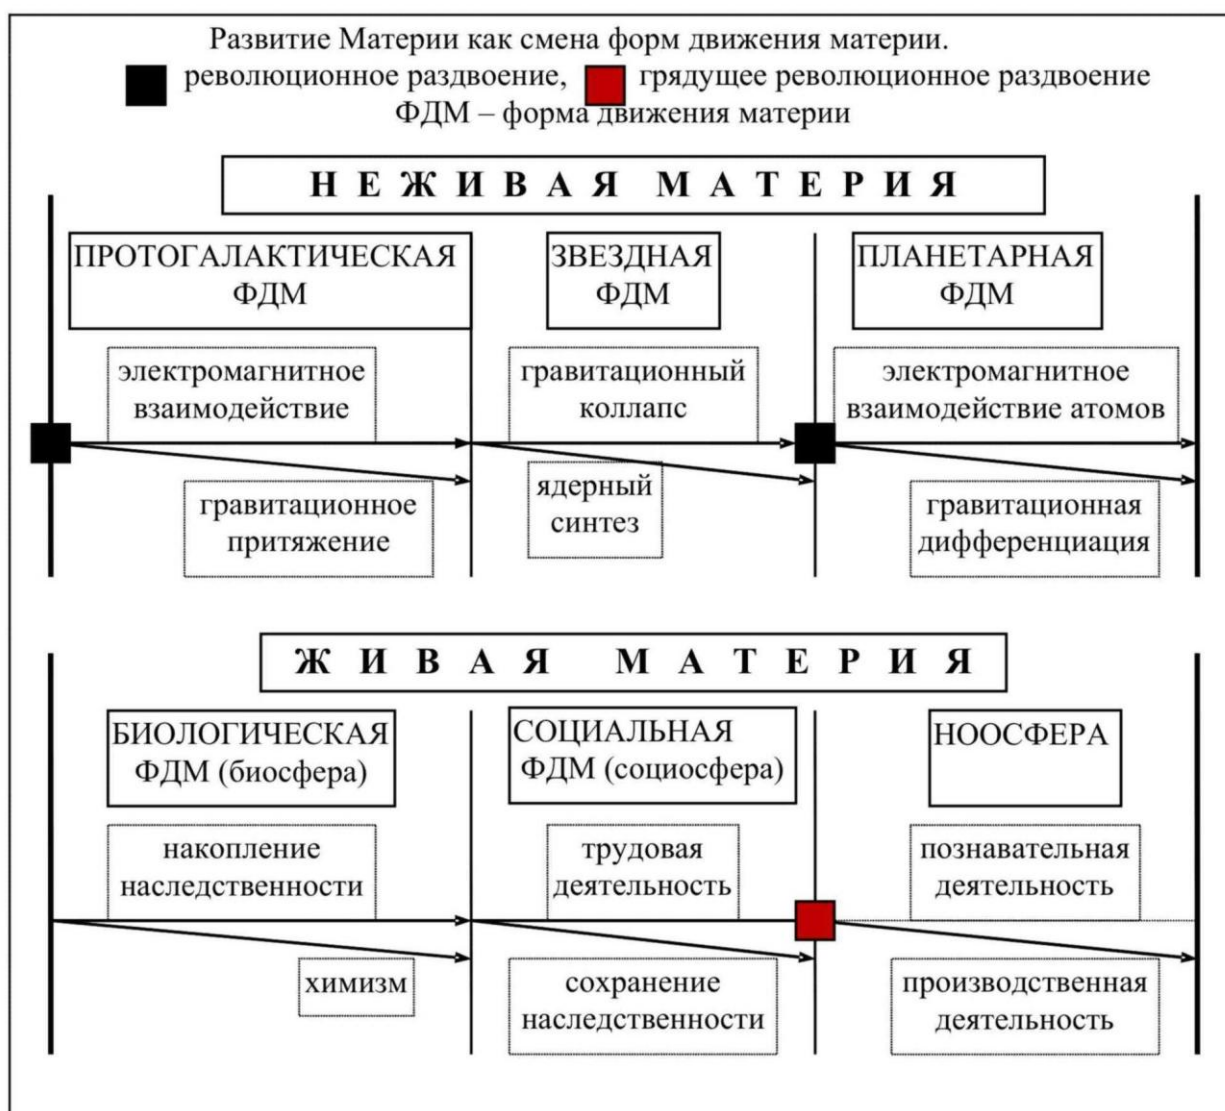 Развитие Материи как смена форм движения материи.
революционное раздвоение, грядущее революционное раздвоение
ФДМ – форма движения материи
НЕЖИВАЯ МАТЕРИЯ
ПРОТОГАЛАКТИЧЕСКАЯ
ФДМ
ЗВЕЗДНАЯ
ФДМ
ПЛАНЕТАРНАЯ
ФДМ
электромагнитное
взаимодействие
гравитационный
коллапс
электромагнитное
взаимодействие атомов
гравитационное
притяжение
ядерный
синтез
гравитационная
дифференциация
ЖИВАЯ МАТЕРИЯ
БИОЛОГИЧЕСКАЯ
ФДМ (биосфера)
СОЦИАЛЬНАЯ
ФДМ (социосфера)
НООСФЕРА
накопление
наследственности
трудовая
деятельность
познавательная
деятельность
химизм
сохранение
наследственности
производственная
деятельность